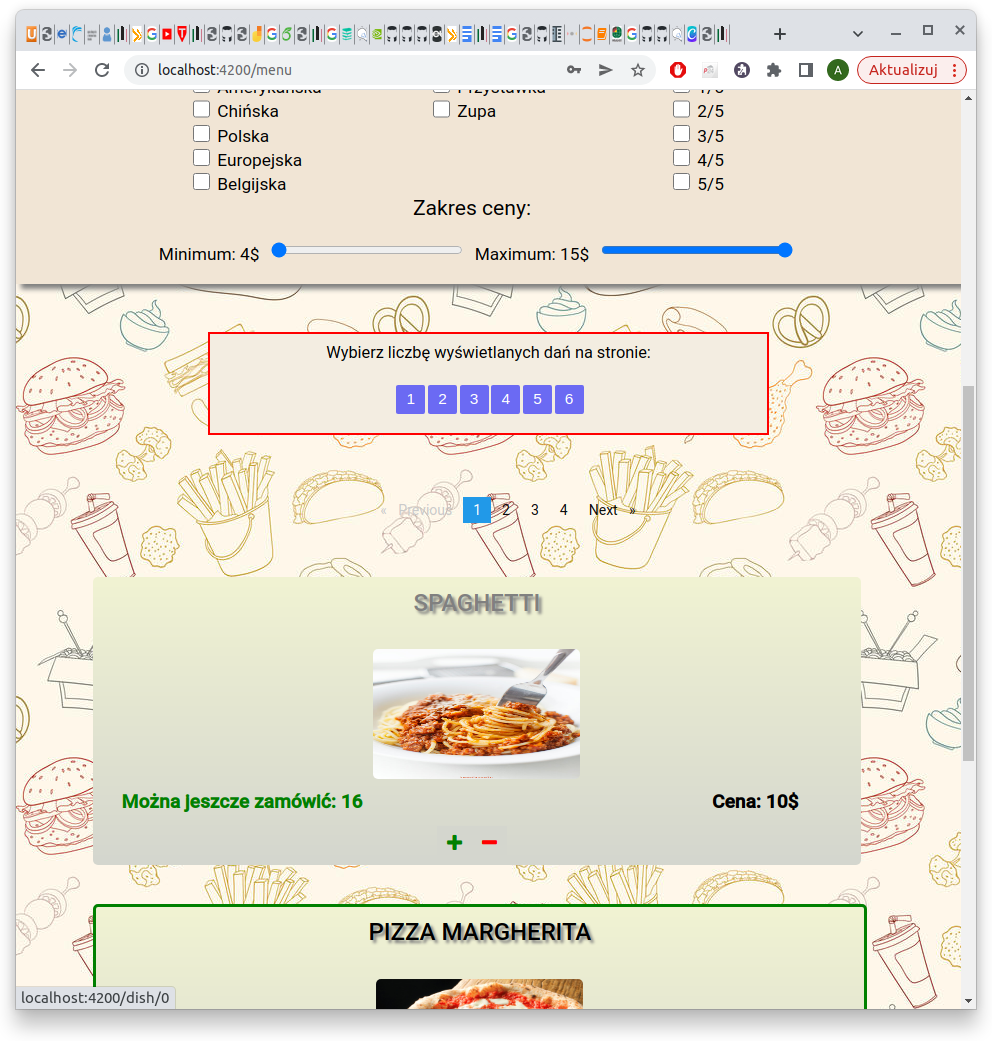 localhost:4200/menu
A
Aktualizuj
Amerykańska
Przystawka
1/5
Chińska
Zupa
2/5
Polska
3/5
Europejska
4/5
Belgijska
5/5
Zakres ceny:
Minimum: 4$
Maximum: 15$
Wybierz liczbę wyświetlanych dań na stronie:
1 2 3 4 5 6
« Previous 1 2 3 4 Next »
SPAGHETTI
Można jeszcze zamówić: 16
Cena: 10$
PIZZA MARGHERITA
localhost:4200/dish/0